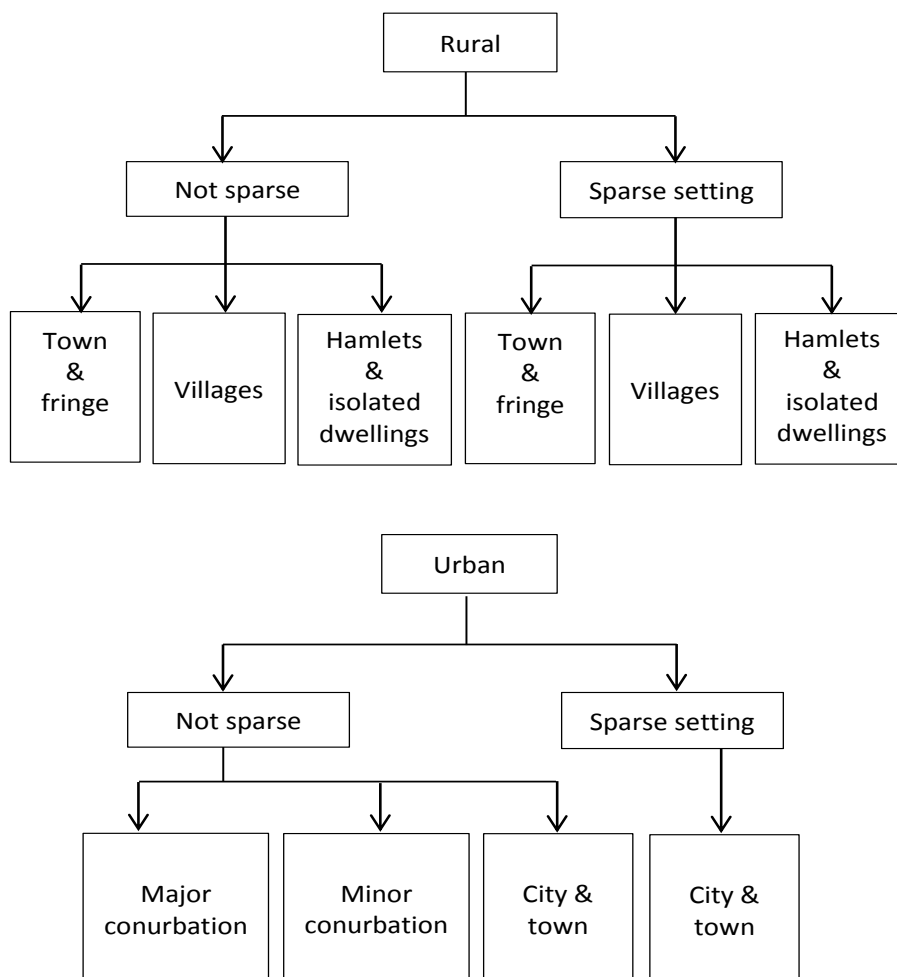 Rural
Not sparse
Sparse setting
Town
&
fringe
Villages
Hamlets
&
isolated
dwellings
Town
&
fringe
Villages
Hamlets
&
isolated
dwellings
Urban
Not sparse
Sparse setting
Major
conurbation
Minor
conurbation
City &
town
City &
town